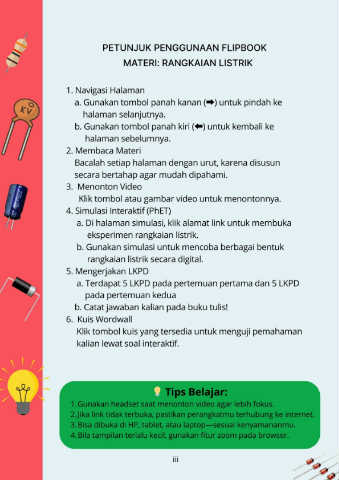 PETUNJUK PENGGUNAAN FLIPBOOK
MATERI: RANGKAIAN LISTRIK
1. Navigasi Halaman
a. Gunakan tombol panah kanan (➡) untuk pindah ke
halaman selanjutnya.
b. Gunakan tombol panah kiri (⬅) untuk kembali ke
halaman sebelumnya.
2. Membaca Materi
Bacalah setiap halaman dengan urut, karena disusun
secara bertahap agar mudah dipahami.
3. Menonton Video
Klik tombol atau gambar video untuk menontonnya.
4. Simulasi Interaktif (PhET)
a. Di halaman simulasi, klik alamat link untuk membuka
eksperimen rangkaian listrik.
b. Gunakan simulasi untuk mencoba berbagai bentuk
rangkaian listrik secara digital.
5. Mengerjakan LKPD
a. Terdapat 5 LKPD pada pertemuan pertama dan 5 LKPD
pada pertemuan kedua
b. Catat jawaban kalian pada buku tulis!
6. Kuis Wordwall
Klik tombol kuis yang tersedia untuk menguji pemahaman
kalian lewat soal interaktif.
💡 Tips Belajar:
1. Gunakan headset saat menonton video agar lebih fokus.
2. Jika link tidak terbuka, pastikan perangkatmu terhubung ke internet.
3. Bisa dibuka di HP, tablet, atau laptop—sesuai kenyamananmu.
4. Bila tampilan terlalu kecil, gunakan fitur zoom pada browser.
iii